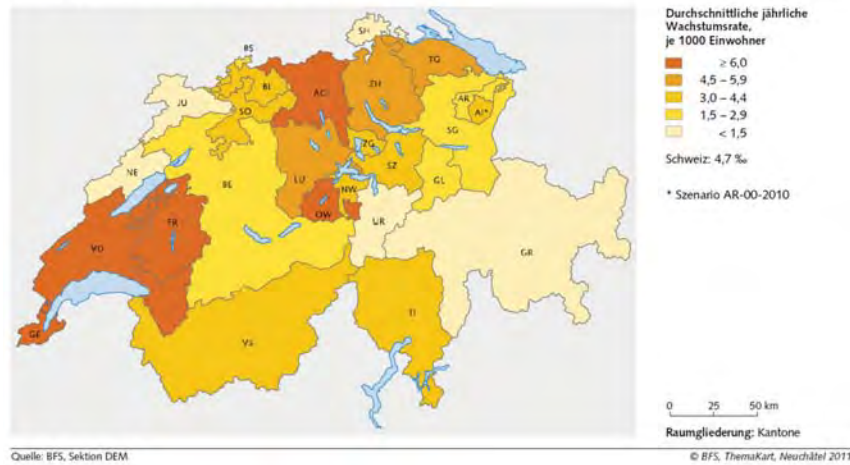 Durchschnittliche jährliche
Wachstumsrate,
je 1000 Einwohner
≥ 6,0
4,5 – 5,9
3,0 – 4,4
1,5 – 2,9
< 1,5
Schweiz: 4,7 ‰
* Szenario AR-00-2010
SH
BS
BL
AG
ZH
TG
JU
SO
AR
AI*
SG
ZG
SZ
NE
BE
LU
NW
GL
OW
UR
FR
VD
GR
GE
VS
TI
0 25 50 km
Raumgliederung: Kantone
Quelle: BFS, Sektion DEM
© BFS, ThemaKart, Neuchâtel 2011